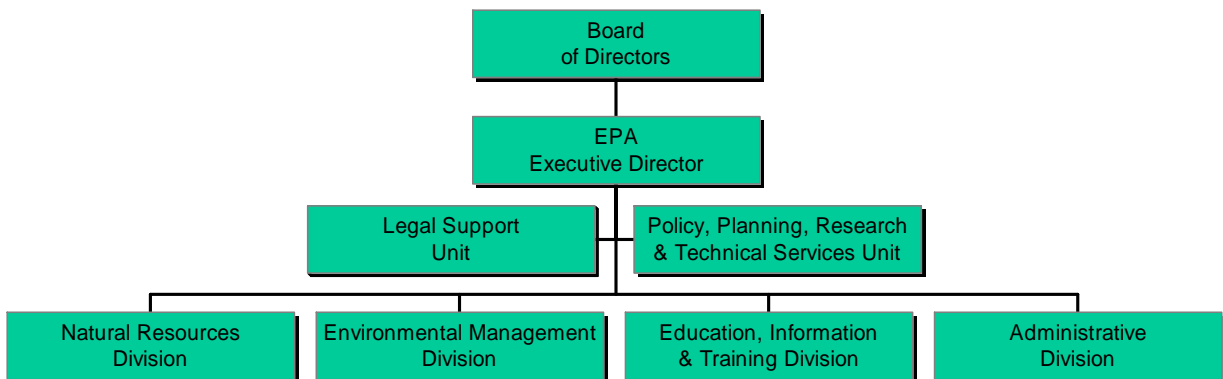 Board
of Directors
EPA
Executive Director
Legal Support
Unit
Policy, Planning, Research
& Technical Services Unit
Natural Resources
Division
Environmental Management
Division
Education, Information
& Training Division
Administrative
Division